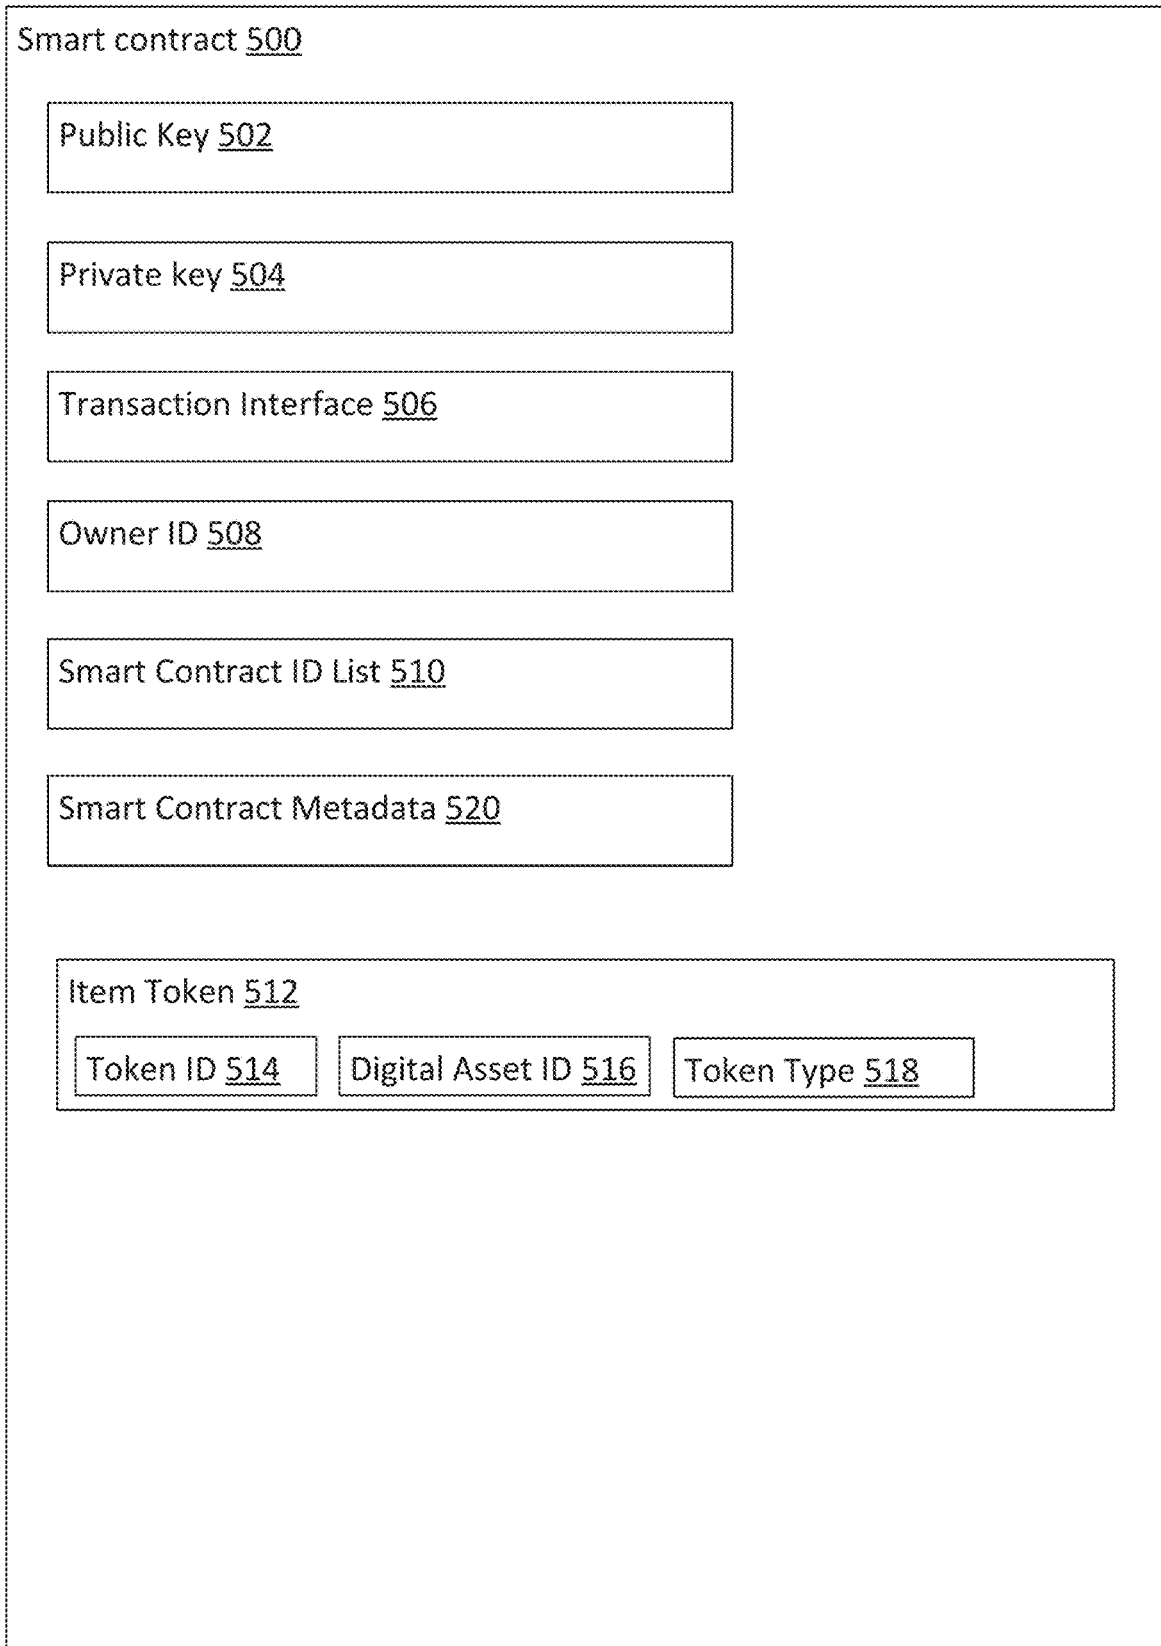 Smart contract 500
Public Key 502
Private key 504
Transaction Interface 506
Owner ID 508
Smart Contract ID List 510
Smart Contract Metadata 520
Item Token 512
Token ID 514 Digital Asset ID 516 Token Type 518